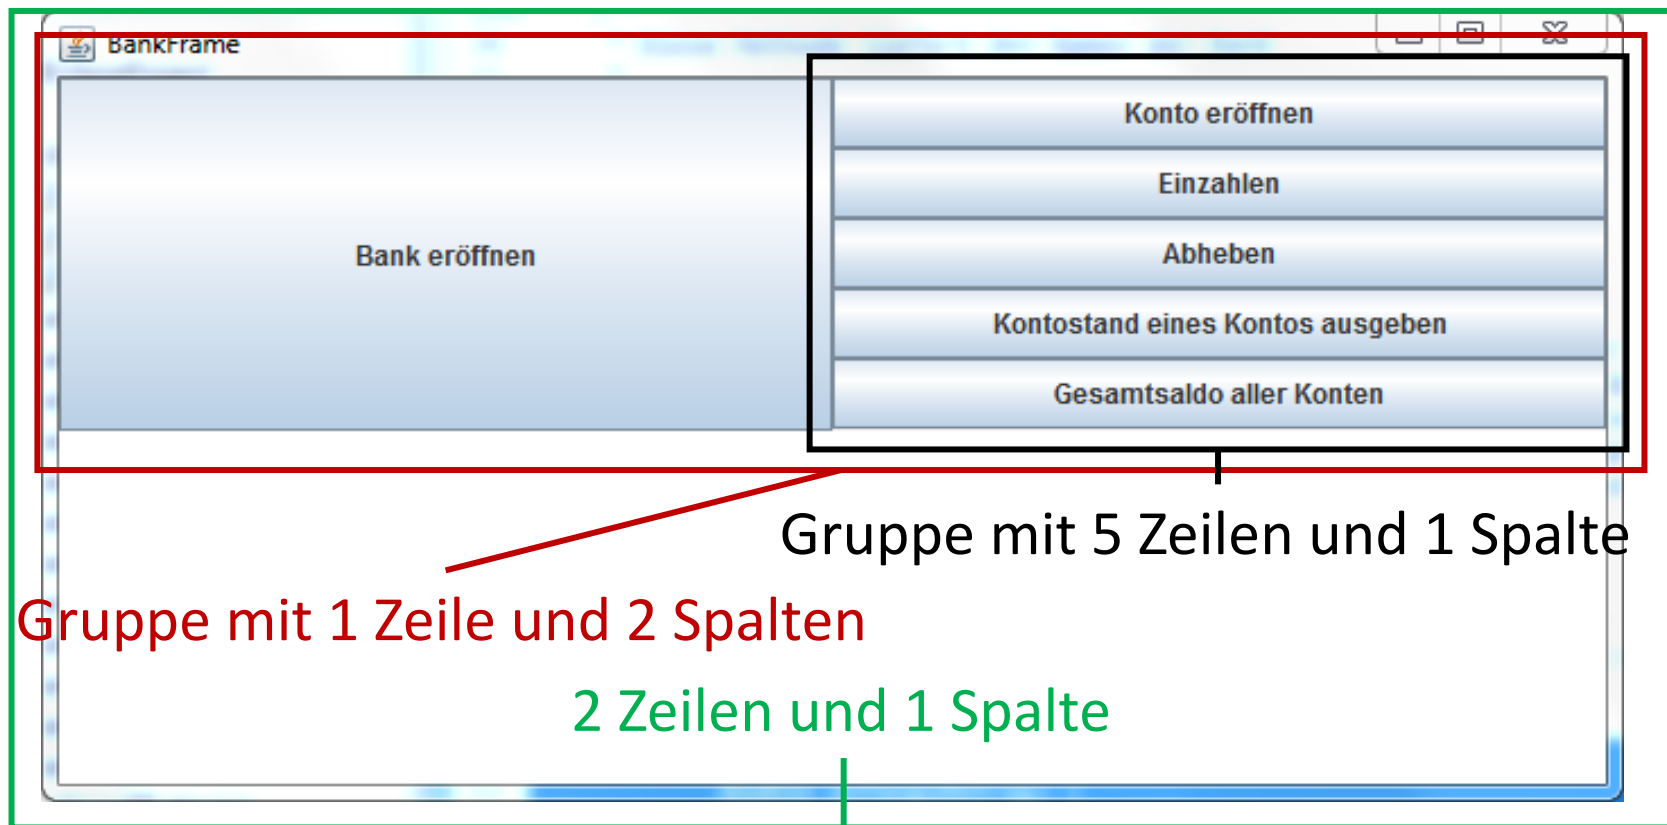 BankFrame
Bank eröffnen
Konto eröffnen
Einzahlen
Abheben
Kontostand eines Kontos ausgeben
Gesamtsaldo aller Konten
Gruppe mit 5 Zeilen und 1 Spalte
Gruppe mit 1 Zeile und 2 Spalten
2 Zeilen und 1 Spalte